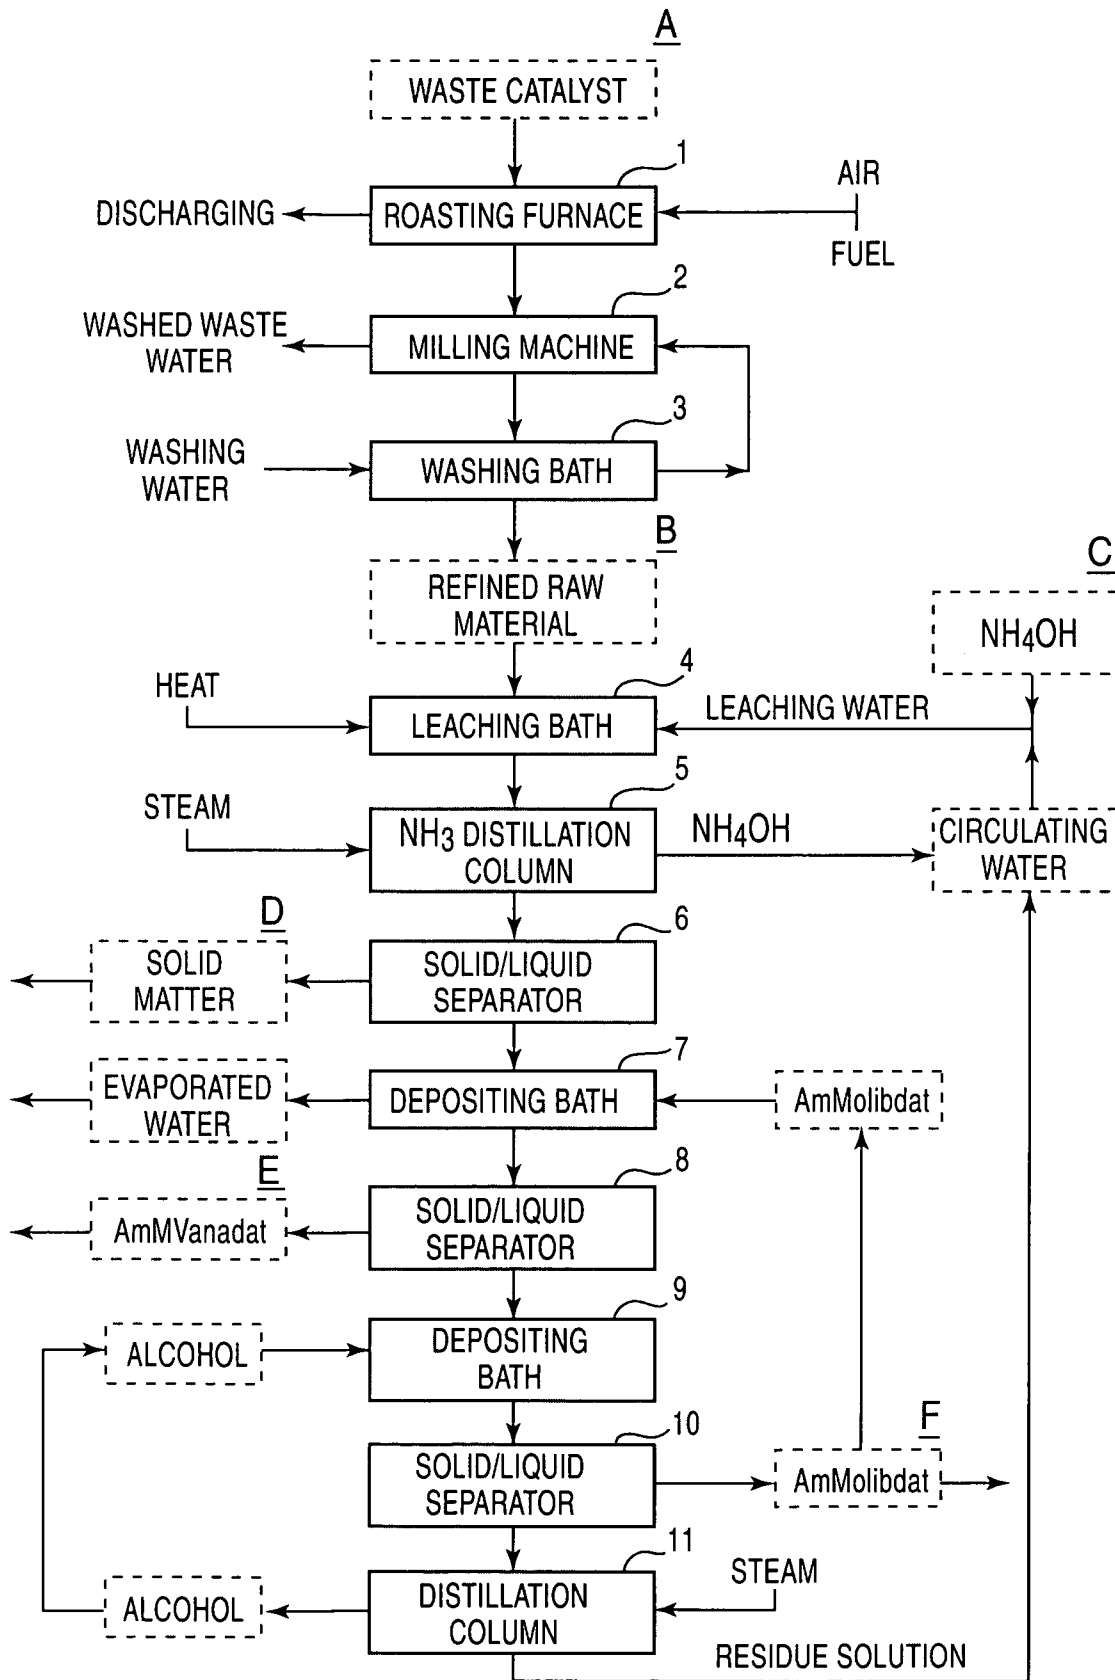 A
WASTE CATALYST
1
AIR
DISCHARGING
ROASTING FURNACE
FUEL
2
WASHED WASTE
WATER
MILLING MACHINE
3
WASHING
WATER
WASHING BATH
B
REFINED RAW
MATERIAL
C
NH4OH
HEAT
4
LEACHING BATH
LEACHING WATER
STEAM
5
NH3 DISTILLATION
COLUMN
NH4OH
CIRCULATING
WATER
D
SOLID
MATTER
6
SOLID/LIQUID
SEPARATOR
EVAPORATED
WATER
7
DEPOSITING BATH
AmMolibdat
E
AmMVanadat
8
SOLID/LIQUID
SEPARATOR
9
ALCOHOL
DEPOSITING
BATH
10
SOLID/LIQUID
SEPARATOR
F
AmMolibdat
11
ALCOHOL
DISTILLATION
COLUMN
STEAM
RESIDUE SOLUTION